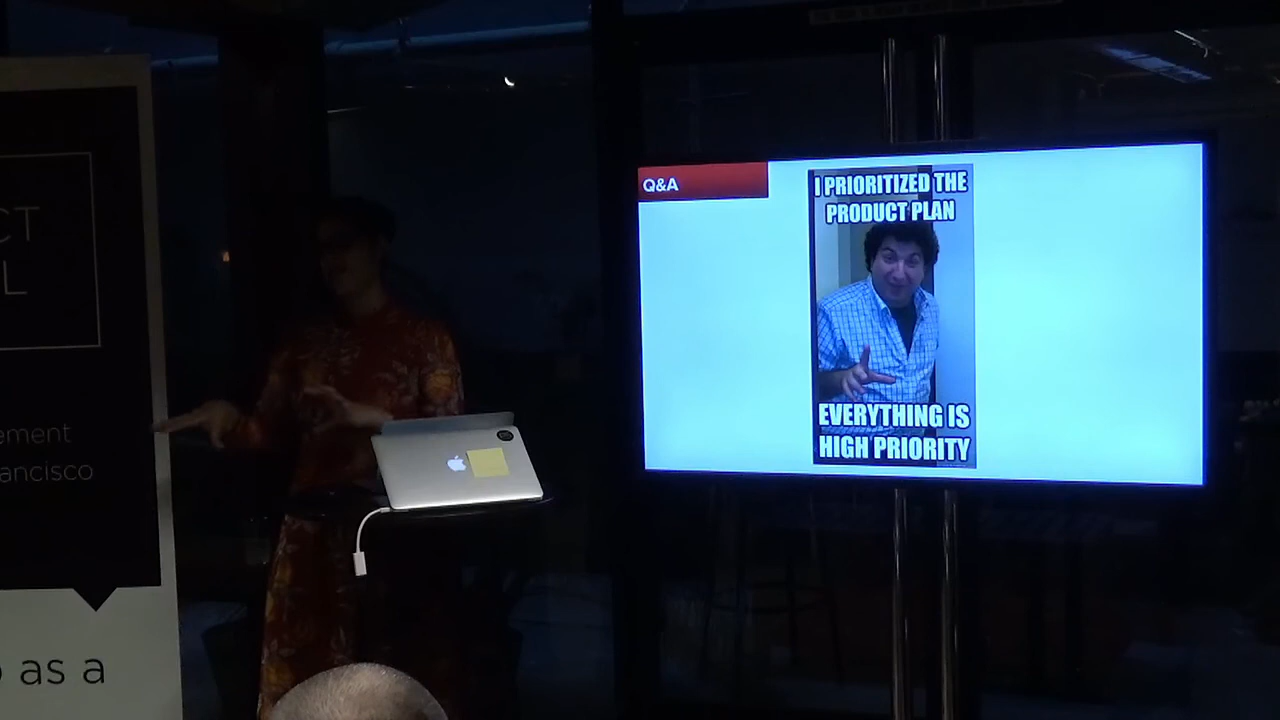 CT
L
ement
ancisco
as a
Q&A
I PRIORITIZED THE
PRODUCT PLAN
EVERYTHING IS
HIGH PRIORITY